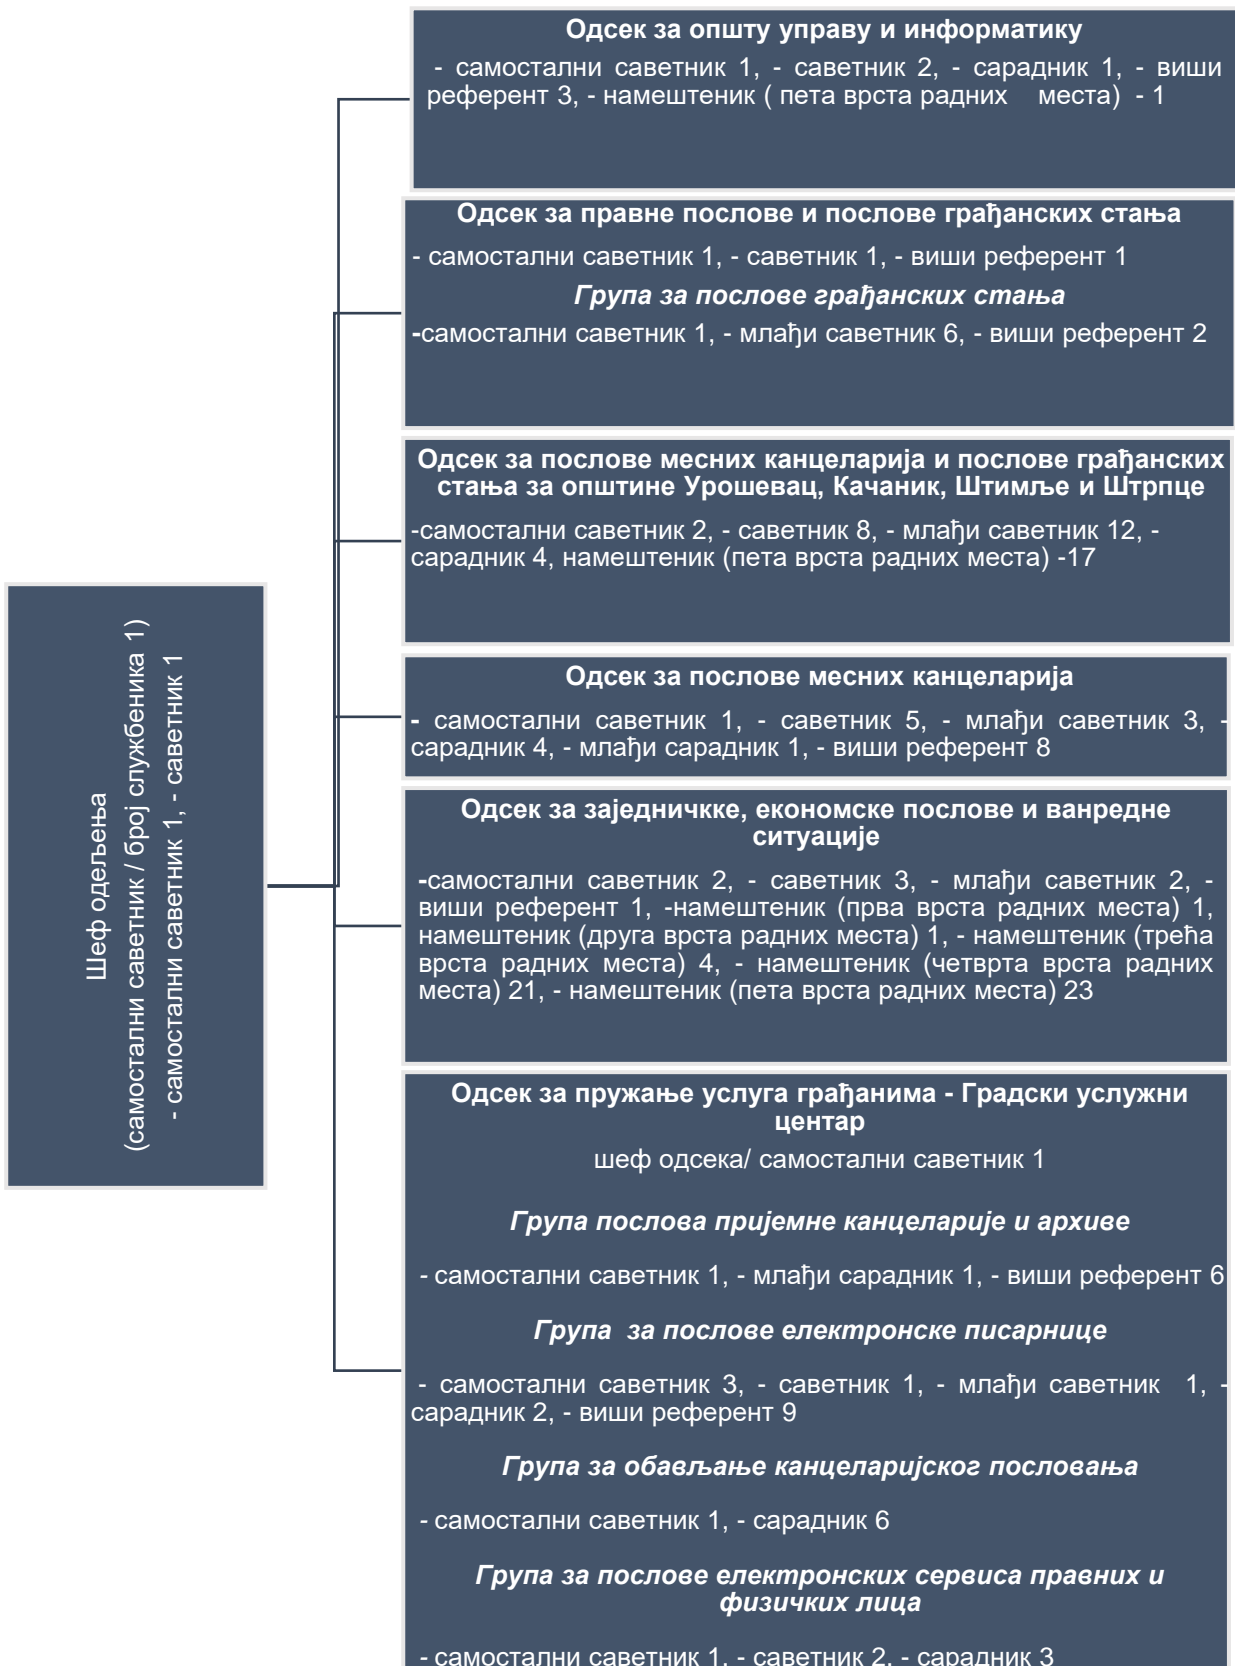 Одсек за општу управу и информатику
- самостални саветник 1, - саветник 2, - сарадник 1, - виши
референт 3, - намештеник ( пета врста радних места) - 1
Одсек за правне послове и послове грађанских стања
- самостални саветник 1, - саветник 1, - виши референт 1
Група за послове грађанских стања
-самостални саветник 1, - млађи саветник 6, - виши референт 2
Одсек за послове месних канцеларија и послове грађанских
стања за општине Урошевац, Качаник, Штимље и Штрпце
-самостални саветник 2, - саветник 8, - млађи саветник 12, -
сарадник 4, намештеник (пета врста радних места) -17
Шеф одељења
(самостални саветник / број службеника 1)
- самостални саветник 1, - саветник 1
Одсек за послове месних канцеларија
- самостални саветник 1, - саветник 5, - млађи саветник 3, -
сарадник 4, - млађи сарадник 1, - виши референт 8
Одсек за заједничкке, економске послове и ванредне
ситуације
-самостални саветник 2, - саветник 3, - млађи саветник 2, -
виши референт 1, -намештеник (прва врста радних места) 1,
намештеник (друга врста радних места) 1, - намештеник (трећа
врста радних места) 4, - намештеник (четврта врста радних
места) 21, - намештеник (пета врста радних места) 23
Одсек за пружање услуга грађанима - Градски услужни
центар
шеф одсека/ самостални саветник 1
Група послова пријемне канцеларије и архиве
- самостални саветник 1, - млађи сарадник 1, - виши референт 6
Група за послове електронске писарнице
- самостални саветник 3, - саветник 1, - млађи саветник 1, -
сарадник 2, - виши референт 9
Група за обављање канцеларијског пословања
- самостални саветник 1, - сарадник 6
Група за послове електронских сервиса правних и
физичких лица
- самостални саветник 1, - саветник 2, - сарадник 3